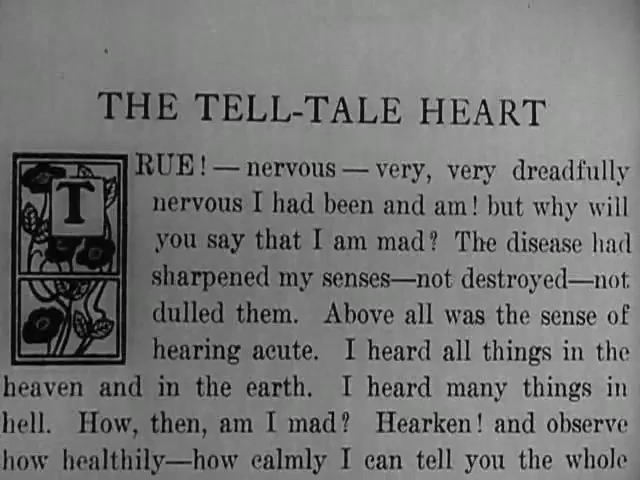 THE TELL-TALE HEART
TRUE! — nervous — very, very dreadfully
nervous I had been and am! but why will
you say that I am mad? The disease had
sharpened my senses—not destroyed—not
dulled them. Above all was the sense of
hearing acute. I heard all things in the
heaven and in the earth. I heard many things in
hell. How, then, am I mad? Hearken! and observe
how healthily—how calmly I can tell you the whole